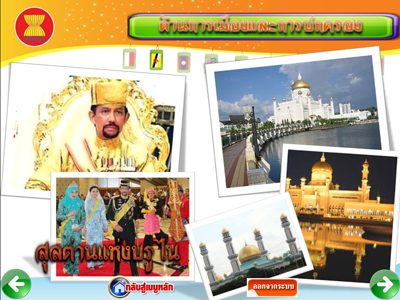 ด้านการเมืองและการปกครอง
สุลต่านแห่งบรูไน
กลับสู่เมนูหลัก
ออกจากระบบ